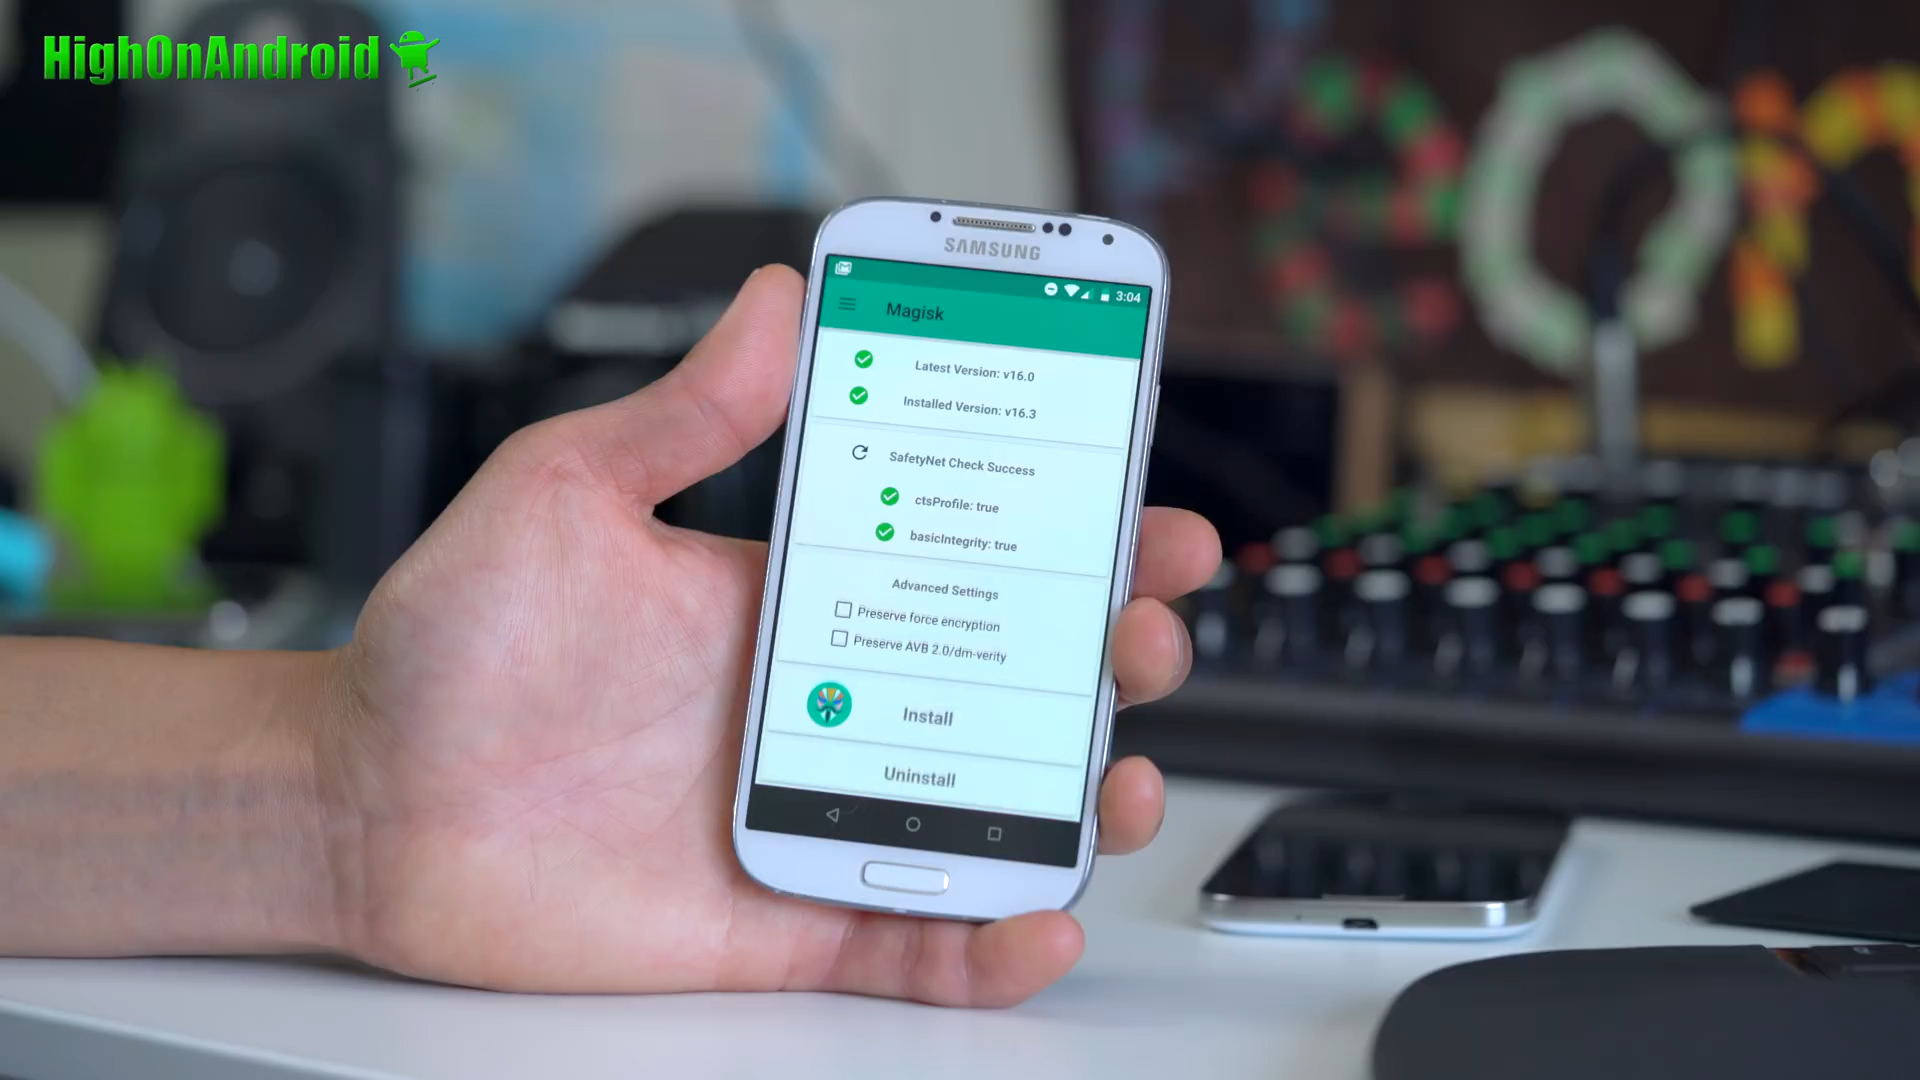 HighOnAndroid
SAMSUNG
3:04
Magisk
Latest Version: v16.0
Installed Version: v16.3
SafetyNet Check Success
ctsProfile: true
basicIntegrity: true
Advanced Settings
Preserve force encryption
Preserve AVB 2.0/dm-verity
Install
Uninstall